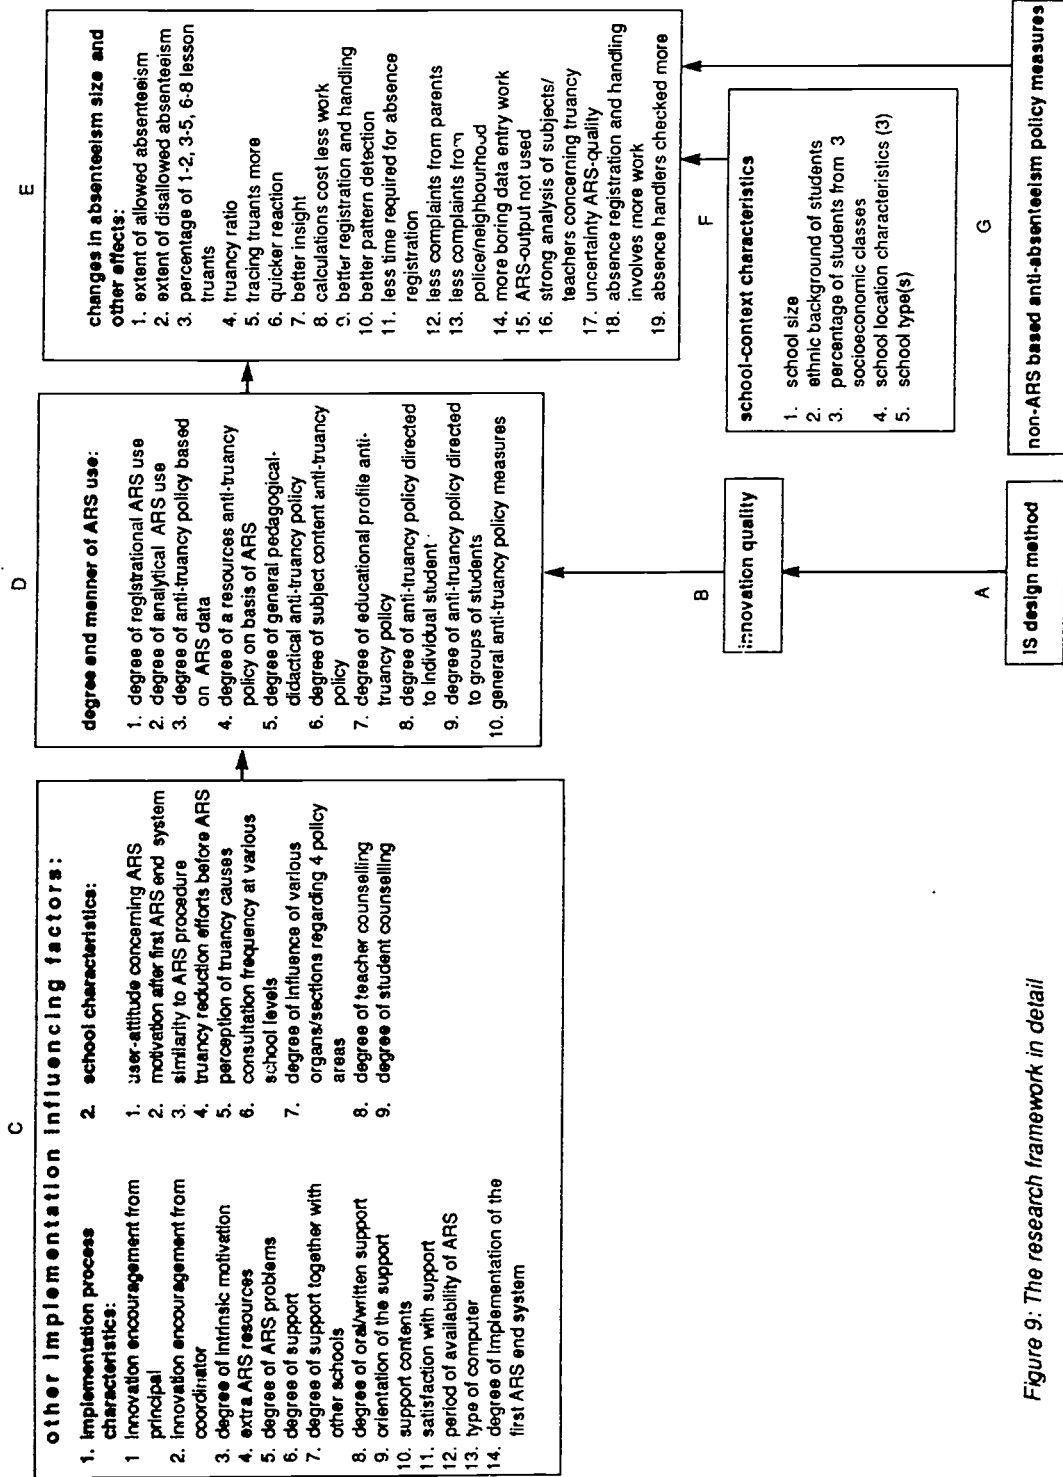 C
other implementation influencing factors:
1. Implementation process
characteristics:
1 Innovation encouragement from
principal
2. innovation encouragement from
coordinator
3. degree of intrinsic motivation
4. extra ARS resources
5. degree of ARS problems
6. degree of support
7. degree of support together with
other schools
8. degree of oral/written support
9. orientation of the support
10. support contents
11. satisfaction with support
12. period of availability of ARS
13. type of computer
14. degree of implementation of the
first ARS end system
2. school characteristics:
1. user-attitude concerning ARS
2. motivation after first ARS end system
3. similarity to ARS procedure
4. truancy reduction efforts before ARS
5. perception of truancy causes
6. consultation frequency at various
school levels
7. degree of influence of various
organs/sections regarding 4 policy
areas
8. degree of teacher counselling
9. degree of student counselling
D
degree end menner of ARS use:
1. degree of registrational ARS use
2. degree of analytical ARS use
3. degree of anti-truancy policy based
on ARS data
4. degree of a resources anti-truancy
policy on basis of ARS
5. degree of general pedagogical-
didactical anti-truancy policy
6. degree of subject content anti-truancy
policy
7. degree of educational profile anti-
truancy policy
8. degree of anti-truancy policy directed
to individual student
9. degree of anti-truancy policy directed
to groups of students
10. general anti-truancy policy measures
E
changes in absenteeism size and
other effects:
1. extent of allowed absenteeism
2. extent of disallowed absenteeism
3. percentage of 1-2, 3-5, 6-8 lesson
truants
4. truancy ratio
5. tracing truants more
6. quicker reaction
7. better insight
8. calculations cost less work
9. better registration and handling
10. better pattern detection
11. less time required for absence
registration
12. less complaints from parents
13. less complaints from
police/neighbourhood
14. more boring data entry work
15. ARS-output not used
16. strong analysis of subjects/
teachers concerning truancy
17. uncertainty ARS-quality
18. absence registration and handling
involves more work
19. absence handlers checked more
B
innovation quality
A
IS design method
F
school-context characteristics
1. school size
2. ethnic background of students
3. percentage of students from 3
socioeconomic classes
4. school location characteristics (3)
5. school type(s)
G
non-ARS based anti-absenteeism policy measures
Figure 9: The research framework in detail